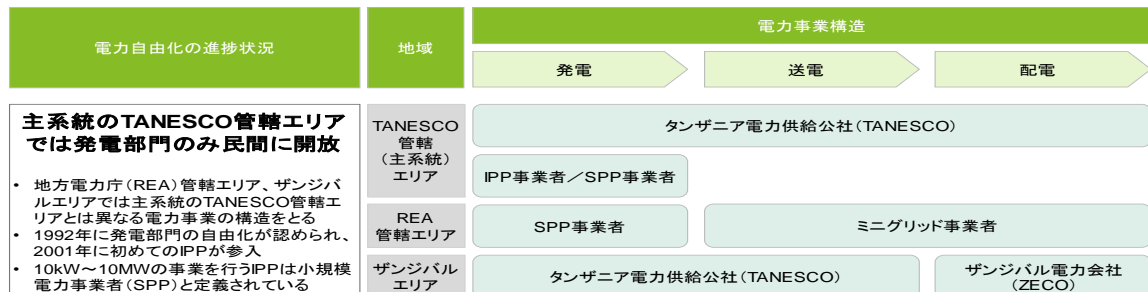 電力自由化の進捗状況
地域
電力事業構造
発電
送電
配電
主系統のTANESCO管轄エリア
では発電部門のみ民間に開放
• 地方電力庁(REA)管轄エリア、ザンジバ
ルエリアでは主系統のTANESCO管轄エ
リアとは異なる電力事業の構造をとる
• 1992年に発電部門の自由化が認められ、
2001年に初めてのIPPが参入
• 10kW～10MWの事業を行うIPPは小規模
電力事業者(SPP)と定義されている
TANESCO
管轄
（主系統）
エリア
タンザニア電力供給公社(TANESCO)
IPP事業者／SPP事業者
REA
管轄エリア
SPP事業者
ミニグリッド事業者
ザンジバル
エリア
タンザニア電力供給公社(TANESCO)
ザンジバル電力会社
(ZECO)